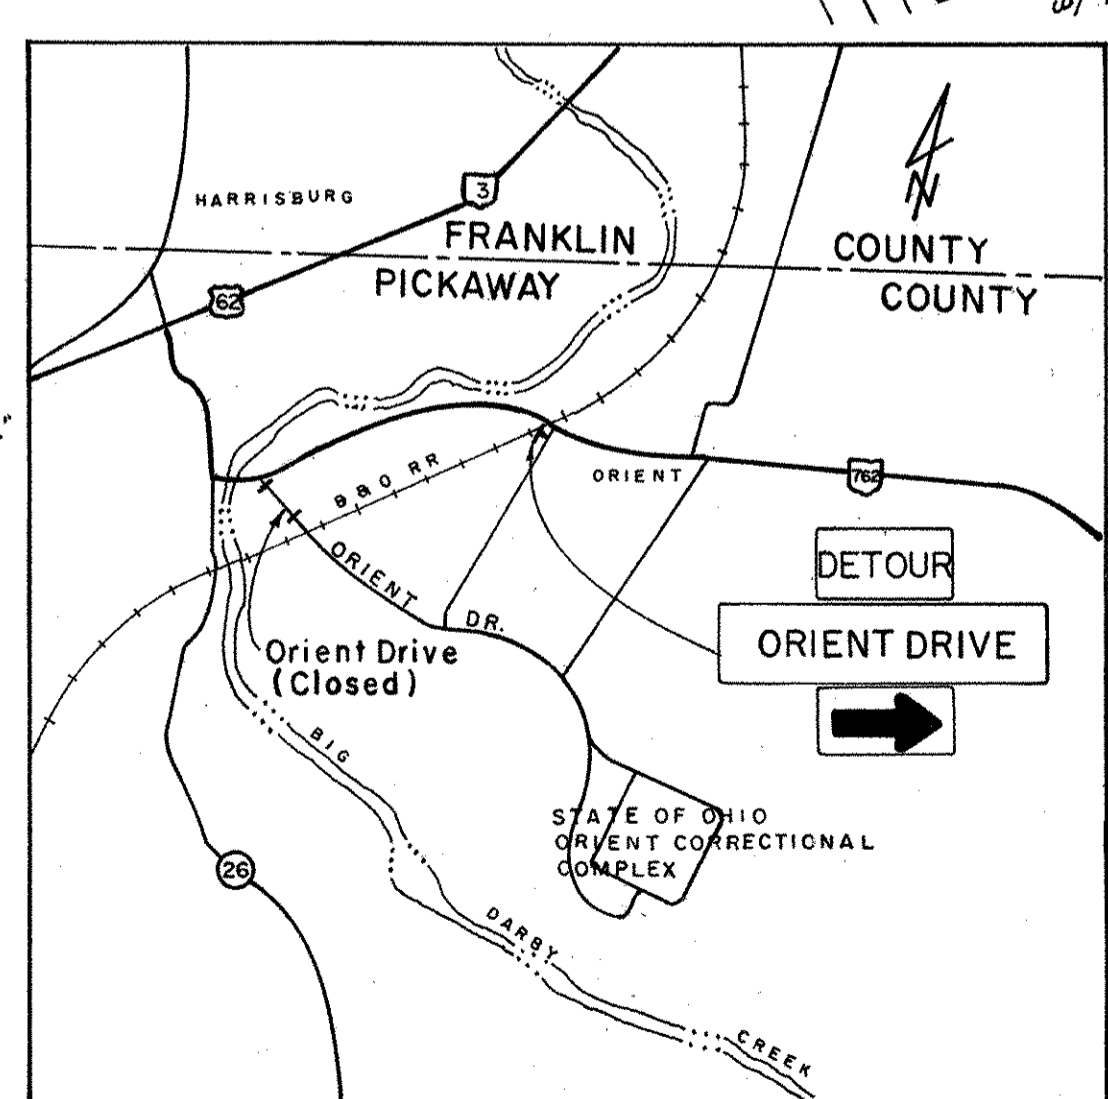 HARRISBURG
3
FRANKLIN COUNTY
PICKAWAY COUNTY
N
62
B & O RR
ORIENT
762
DETOUR
ORIENT DRIVE
ORIENT DR.
Orient Drive
(Closed)
BIG
STATE OF OHIO
ORIENT CORRECTIONAL
COMPLEX
26
DARBY
CREEK